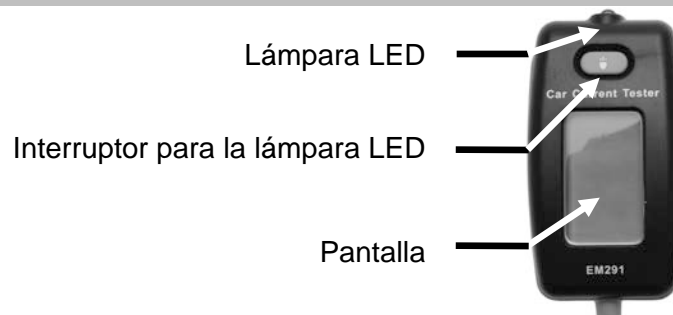 Lámpara LED
Interruptor para la lámpara LED
Car Current Tester
Pantalla
EM291